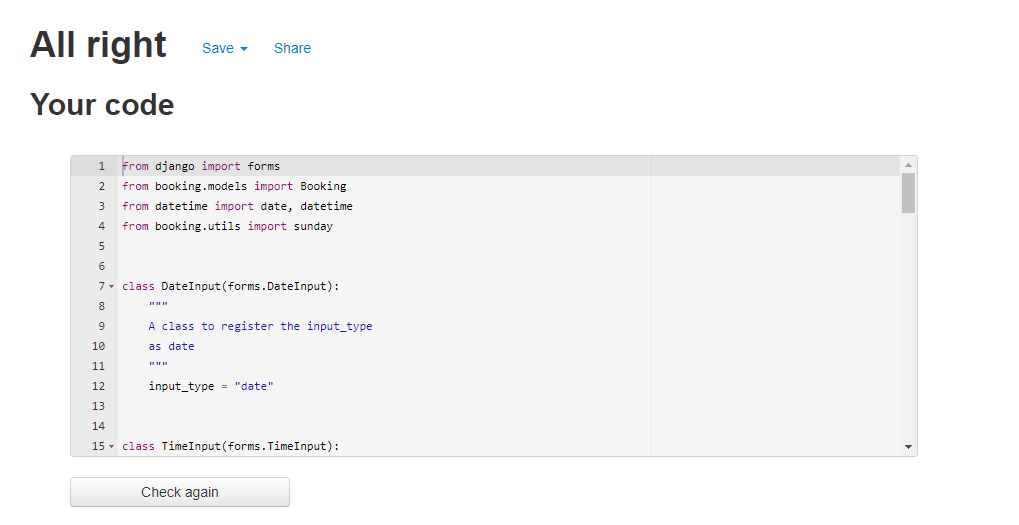 All right Save Share
Your code
1 from django import forms
2 from booking.models import Booking
3 from datetime import date, datetime
4 from booking.utils import sunday
5
6
7 class DateInput(forms.DateInput):
8 """
9 A class to register the input_type
10 as date
11 """
12 input_type = "date"
13
14
15 class TimeInput(forms.TimeInput):
Check again